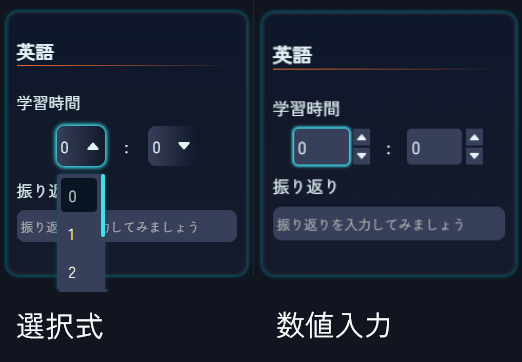 英語
学習時間
0 : 0
0
1
2
振り返
振り返 力してみましょう
選択式
英語
学習時間
0 : 0
振り返り
振り返りを入力してみましょう
数値入力